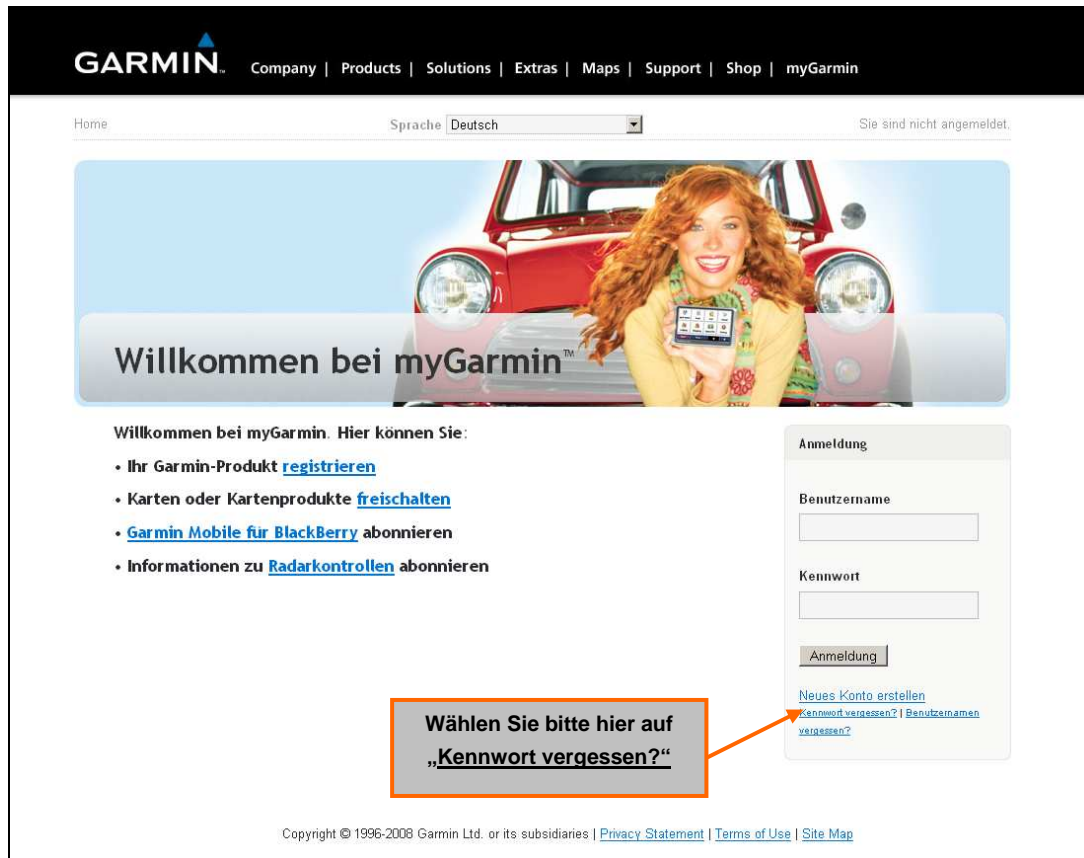 GARMIN™ Company | Products | Solutions | Extras | Maps | Support | Shop | myGarmin
Home Sprache Deutsch Sie sind nicht angemeldet.
Willkommen bei myGarmin™
Willkommen bei myGarmin. Hier können Sie:
• Ihr Garmin-Produkt registrieren
• Karten oder Kartenprodukte freischalten
• Garmin Mobile für BlackBerry abonnieren
• Informationen zu Radarkontrollen abonnieren
Anmeldung
Benutzername
Kennwort
Anmeldung
Neues Konto erstellen
Kennwort vergessen? | Benutzernamen
vergessen?
Wählen Sie bitte hier auf
„Kennwort vergessen?“
Copyright © 1996-2008 Garmin Ltd. or its subsidiaries | Privacy Statement | Terms of Use | Site Map